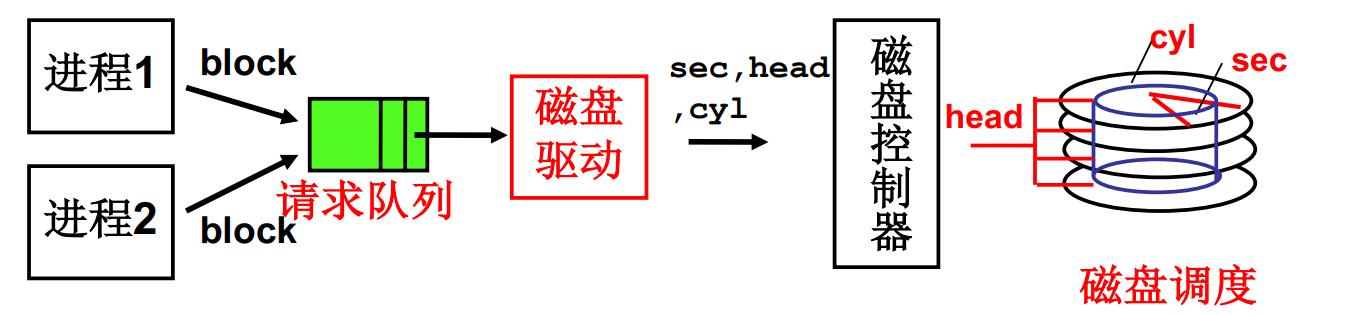 进程1
block
进程2
block
请求队列
磁盘
驱动
sec,head
,cyl
磁盘控制器
head
cyl
sec
磁盘调度